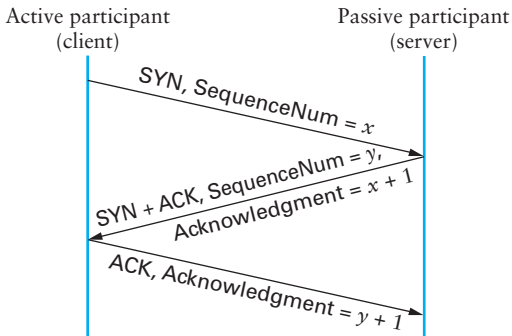 Active participant
(client)
Passive participant
(server)
SYN, SequenceNum = x
SYN + ACK, SequenceNum = y,
Acknowledgment = x + 1
ACK, Acknowledgment = y + 1